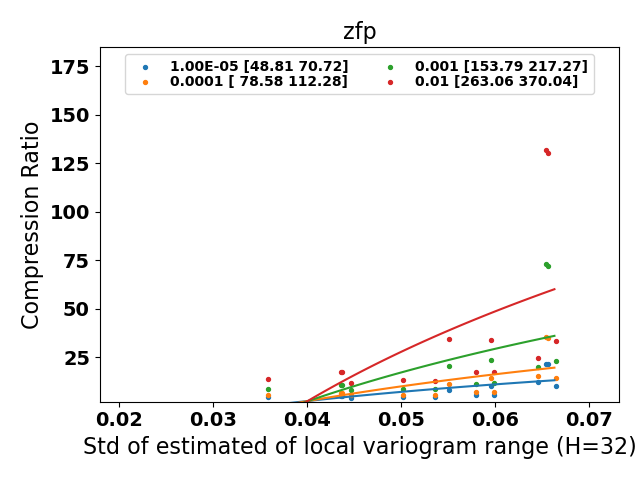 zfp
1.00E-05 [48.81 70.72]
0.0001 [ 78.58 112.28]
0.001 [153.79 217.27]
0.01 [263.06 370.04]
Compression Ratio
175
150
125
100
75
50
25
0.02 0.03 0.04 0.05 0.06 0.07
Std of estimated of local variogram range (H=32)